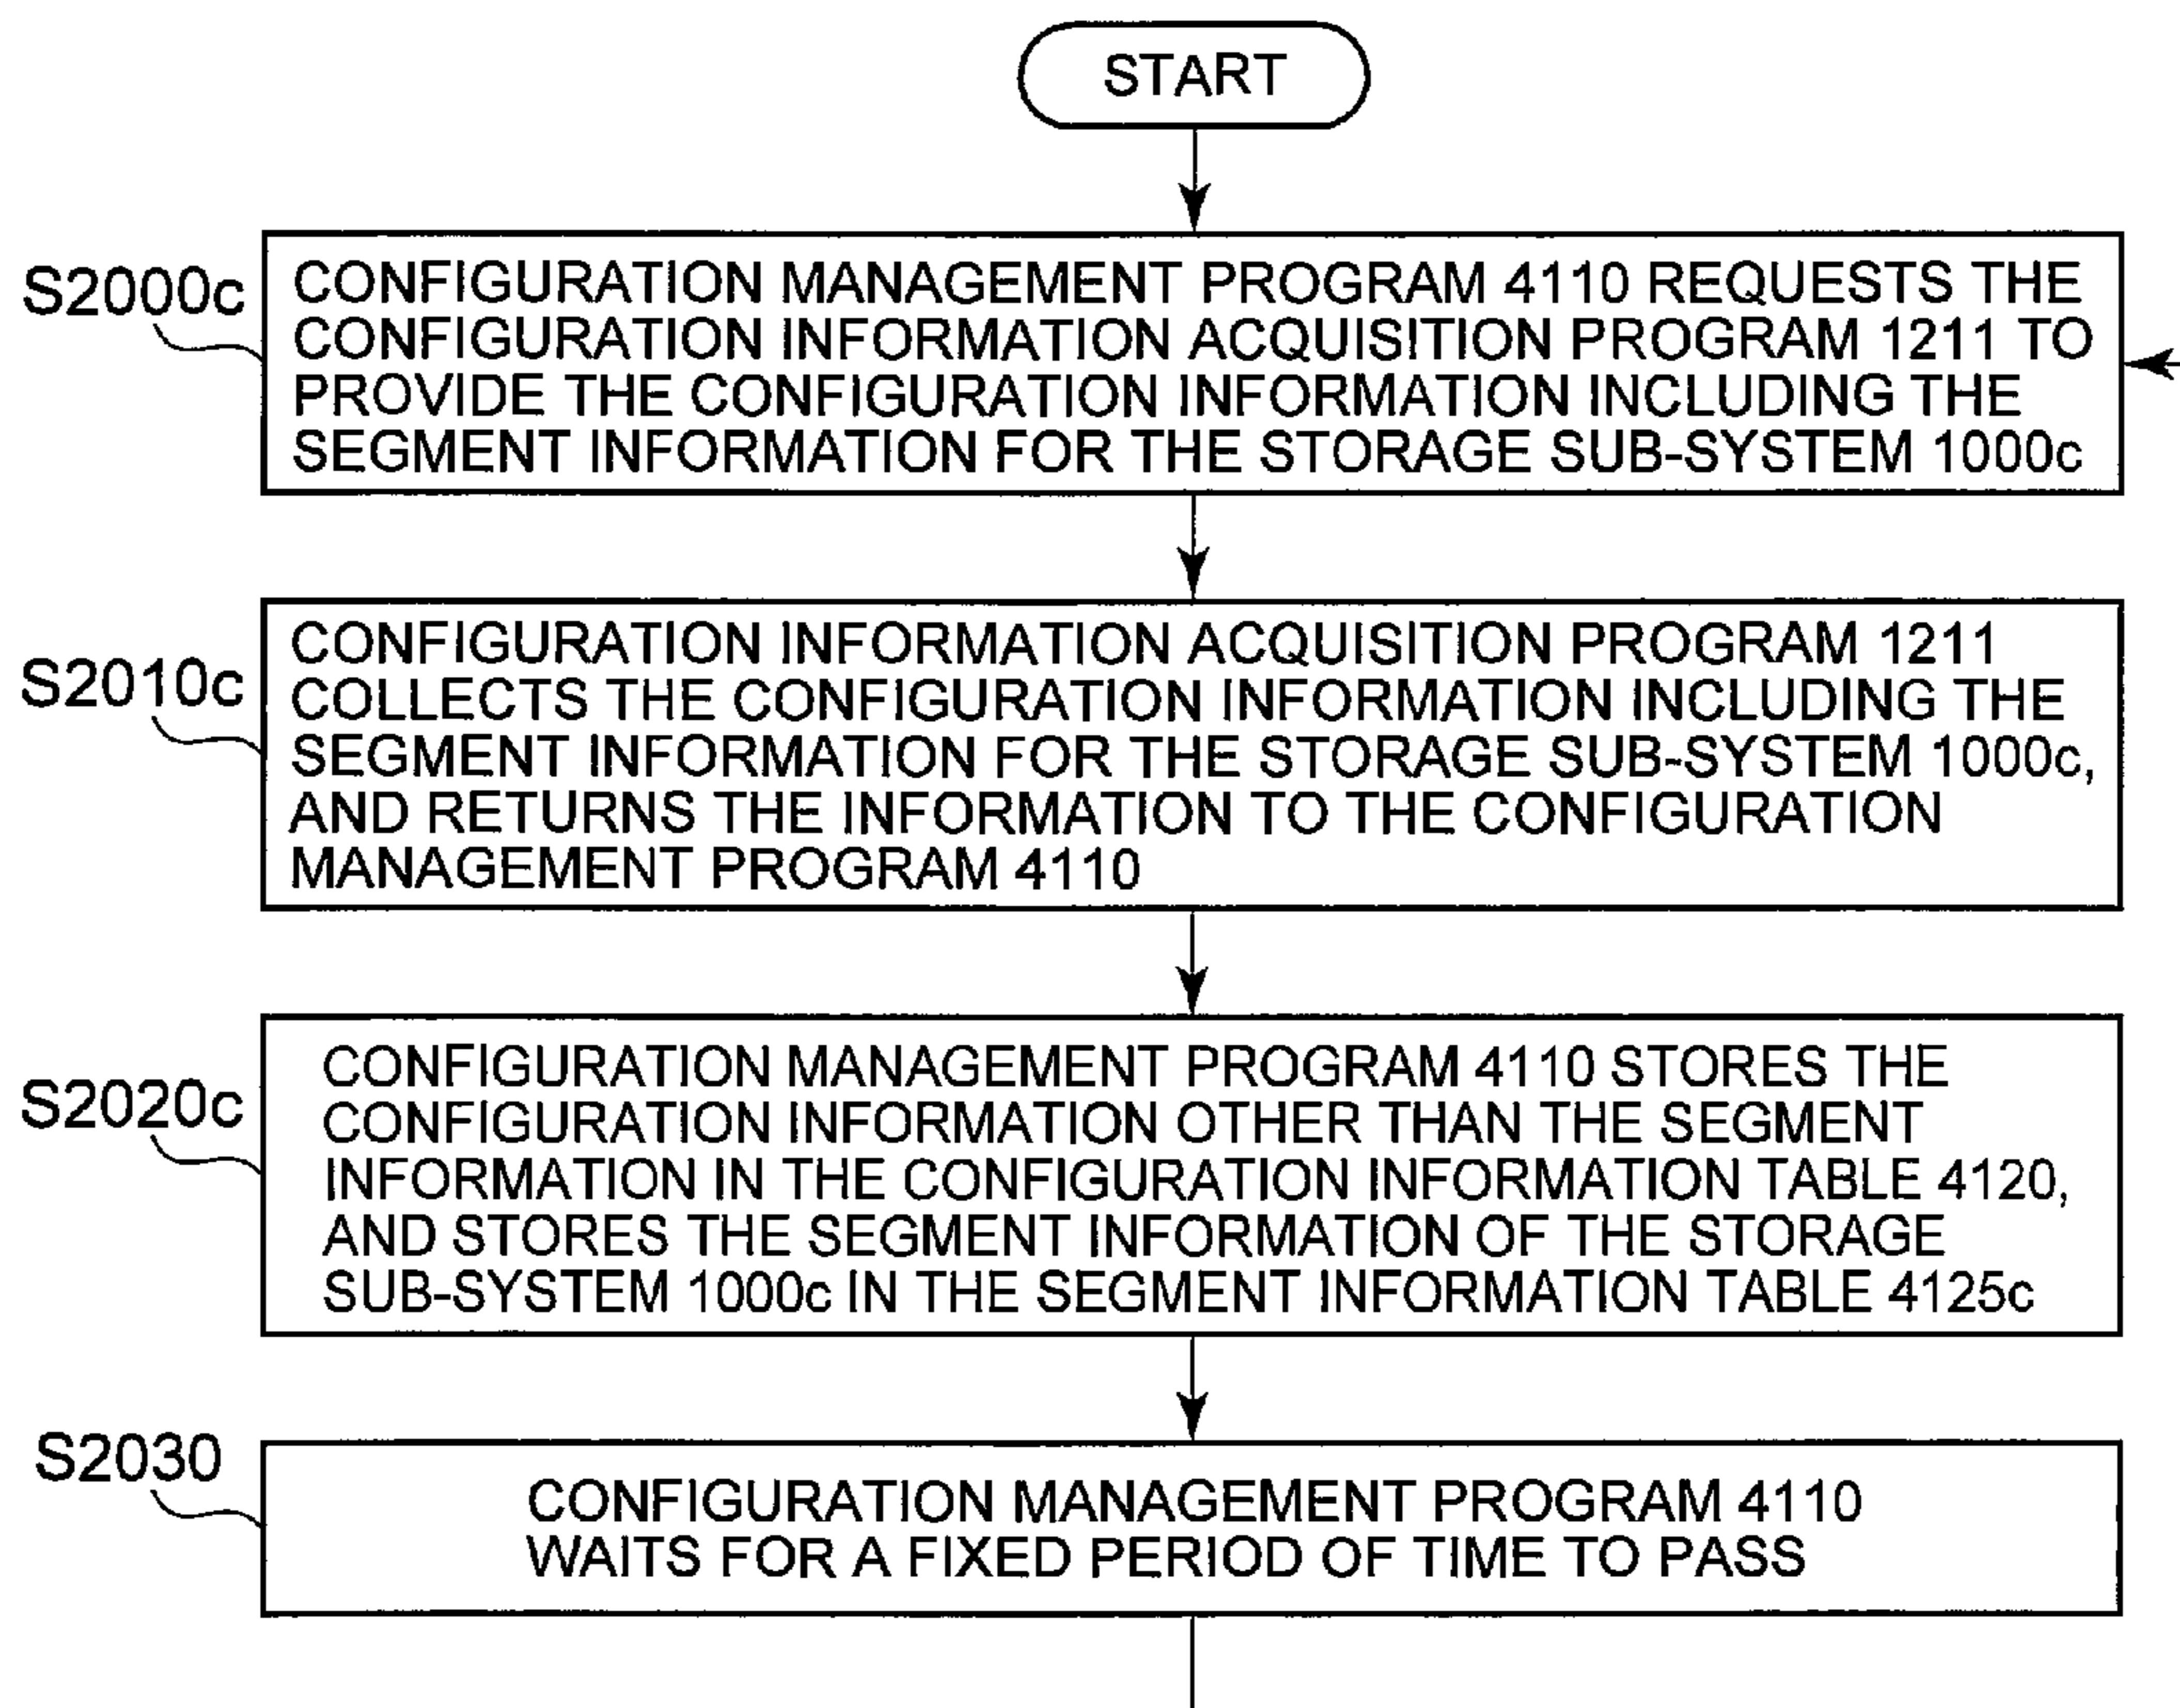 START
S2000c
CONFIGURATION MANAGEMENT PROGRAM 4110 REQUESTS THE
CONFIGURATION INFORMATION ACQUISITION PROGRAM 1211 TO
PROVIDE THE CONFIGURATION INFORMATION INCLUDING THE
SEGMENT INFORMATION FOR THE STORAGE SUB-SYSTEM 1000c
S2010c
CONFIGURATION INFORMATION ACQUISITION PROGRAM 1211
COLLECTS THE CONFIGURATION INFORMATION INCLUDING THE
SEGMENT INFORMATION FOR THE STORAGE SUB-SYSTEM 1000c,
AND RETURNS THE INFORMATION TO THE CONFIGURATION
MANAGEMENT PROGRAM 4110
S2020c
CONFIGURATION MANAGEMENT PROGRAM 4110 STORES THE
CONFIGURATION INFORMATION OTHER THAN THE SEGMENT
INFORMATION IN THE CONFIGURATION INFORMATION TABLE 4120,
AND STORES THE SEGMENT INFORMATION OF THE STORAGE
SUB-SYSTEM 1000c IN THE SEGMENT INFORMATION TABLE 4125c
S2030
CONFIGURATION MANAGEMENT PROGRAM 4110
WAITS FOR A FIXED PERIOD OF TIME TO PASS